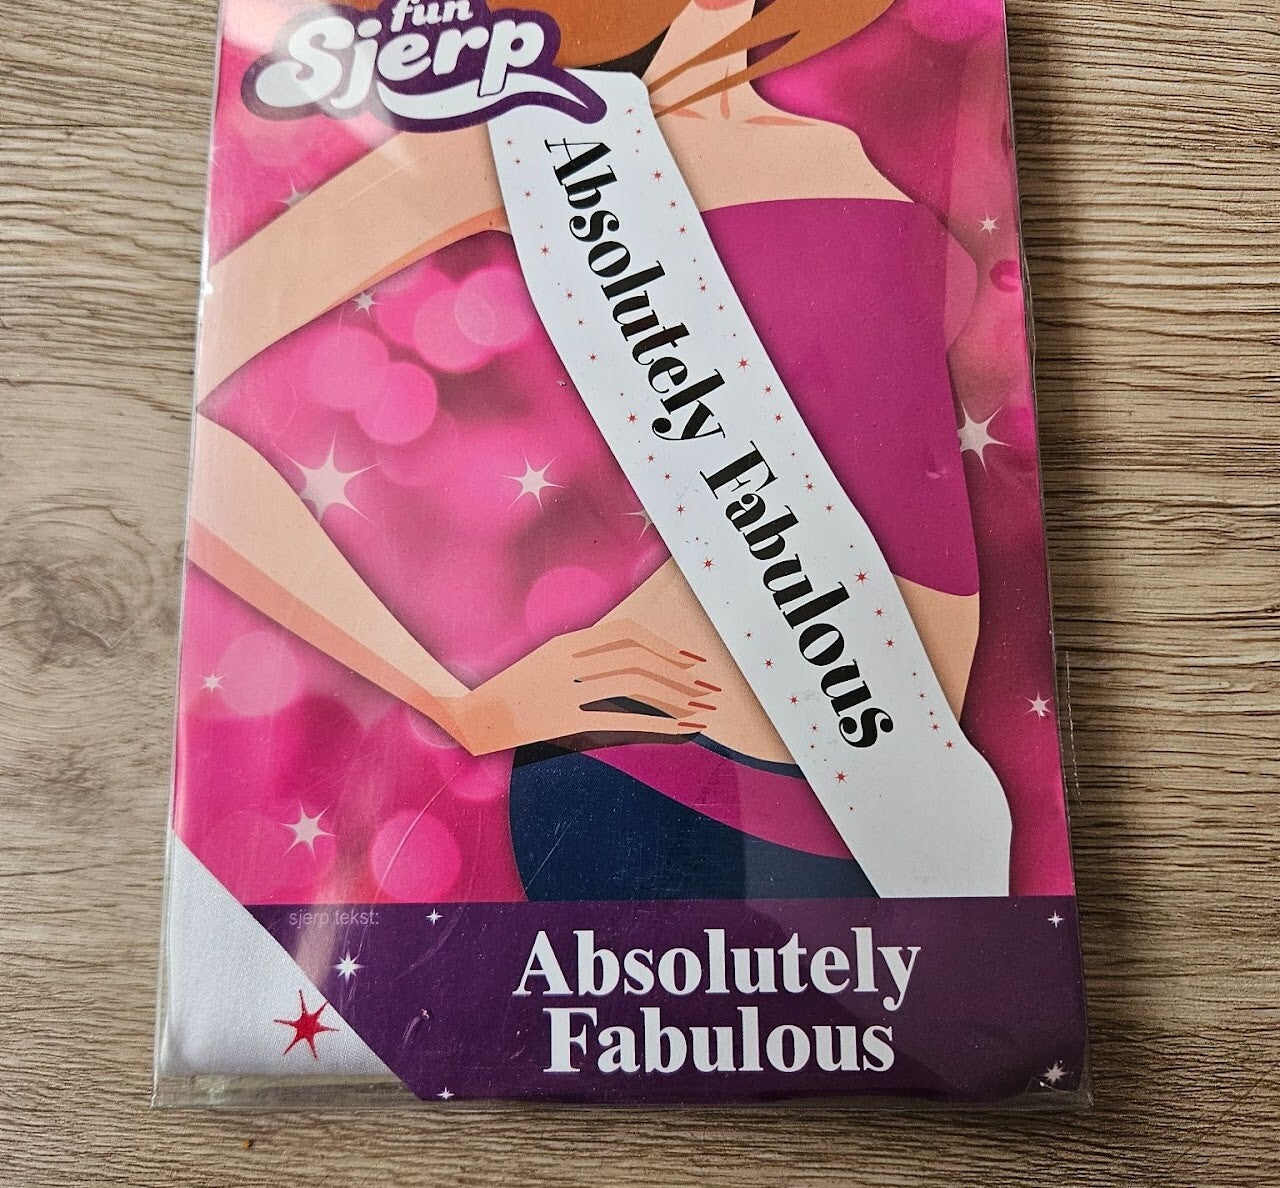 fun
Sjerp
Absolutely Fabulous
sjerp tekst:
Absolutely
Fabulous